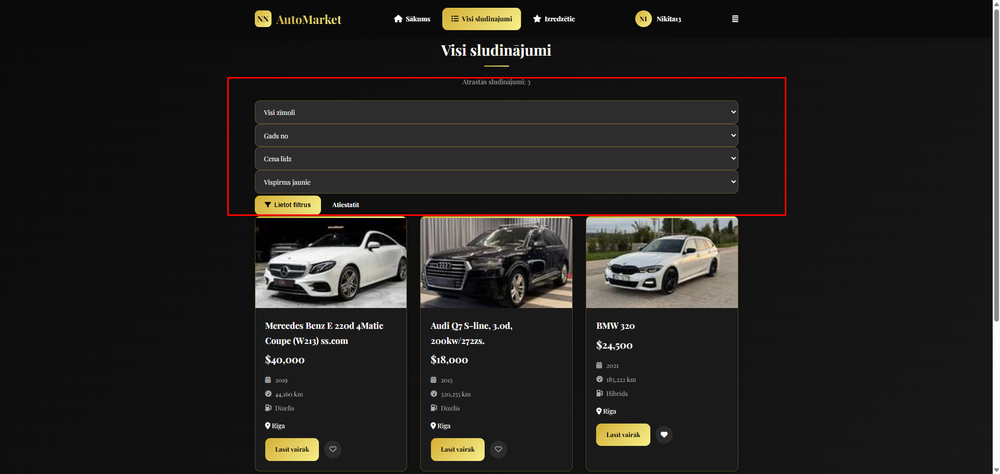 NN AutoMarket
Sākums
Visi sludinājumi
Izredzētie
NI
Nikita13
Visi sludinājumi
Atrastās sludinājumi: 3
Visi zīmoli
Gads no
Cena līdz
Vispirms jaunie
Lietot filtrus
Atiestatīt
Mercedes Benz E 220d 4Matic
Coupe (W213) ss.com
$40,000
2019
44,160 km
Dīzelis
Rīga
Lasīt vairāk
Audi Q7 S-line, 3.0d,
200kw/272zs.
$18,000
2015
320,255 km
Dīzelis
Rīga
Lasīt vairāk
BMW 320
$24,500
2021
185,222 km
Hibrīds
Rīga
Lasīt vairāk